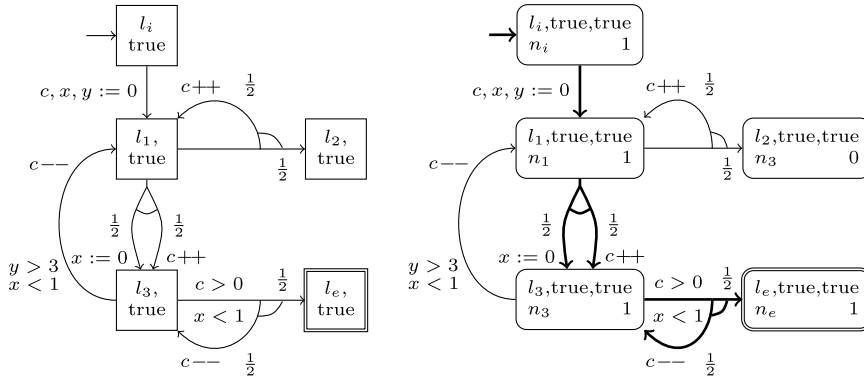 l_i
true
c, x, y := 0
c++ 1/2
l_1,
true
l_2,
true
1/2
c−−
1/2 1/2
x := 0 c++
y > 3
x < 1
l_3,
true
c > 0 1/2
x < 1
l_e,
true
c−− 1/2
l_i,true,true
n_i 1
c, x, y := 0
c++ 1/2
l_1,true,true
n_1 1
l_2,true,true
n_3 0
1/2
c−−
1/2 1/2
x := 0 c++
y > 3
x < 1
l_3,true,true
n_3 1
c > 0 1/2
x < 1
l_e,true,true
n_e 1
c−− 1/2